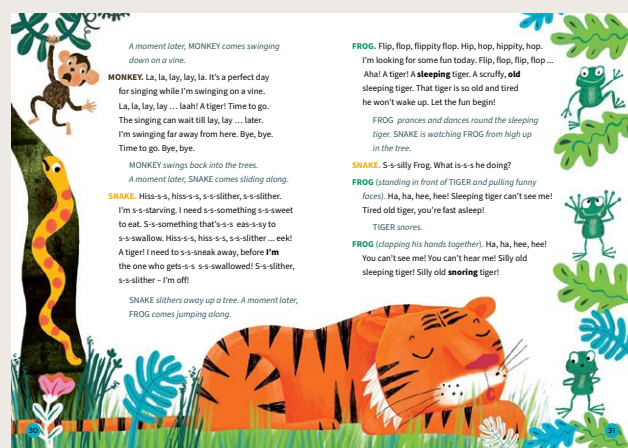 A moment later, MONKEY comes swinging
down on a vine.
MONKEY. La, la, lay, lay, la. It's a perfect day
for singing while I'm swinging on a vine.
La, la, lay, lay … laah! A tiger! Time to go.
The singing can wait till lay, lay … later.
I'm swinging far away from here. Bye, bye.
Time to go. Bye, bye.
MONKEY swings back into the trees.
A moment later, SNAKE comes sliding along.
SNAKE. Hiss-s-s, hiss-s-s, s-s-slither, s-s-slither.
I'm s-s-starving. I need s-s-something s-s-sweet
to eat. S-s-something that's-s-s eas-s-sy to
s-s-swallow. Hiss-s-s, hiss-s-s, s-s-slither … eek!
A tiger! I need to s-s-sneak away, before I'm
the one who gets-s-s s-s-swallowed! S-s-slither,
s-s-slither – I'm off!
SNAKE slithers away up a tree. A moment later,
FROG comes jumping along.
30
FROG. Flip, flop, flippity flop. Hip, hop, hippity, hop.
I'm looking for some fun today. Flip, flop, flip, flop ...
Aha! A tiger! A sleeping tiger. A scruffy, old
sleeping tiger. That tiger is so old and tired
he won't wake up. Let the fun begin!
FROG prances and dances round the sleeping
tiger. SNAKE is watching FROG from high up
in the tree.
SNAKE. S-s-silly Frog. What is-s-s he doing?
FROG (standing in front of TIGER and pulling funny
faces). Ha, ha, hee, hee! Sleeping tiger can't see me!
Tired old tiger, you're fast asleep!
TIGER snores.
FROG (clapping his hands together). Ha, ha, hee, hee!
You can't see me! You can't hear me! Silly old
sleeping tiger! Silly old snoring tiger!
31